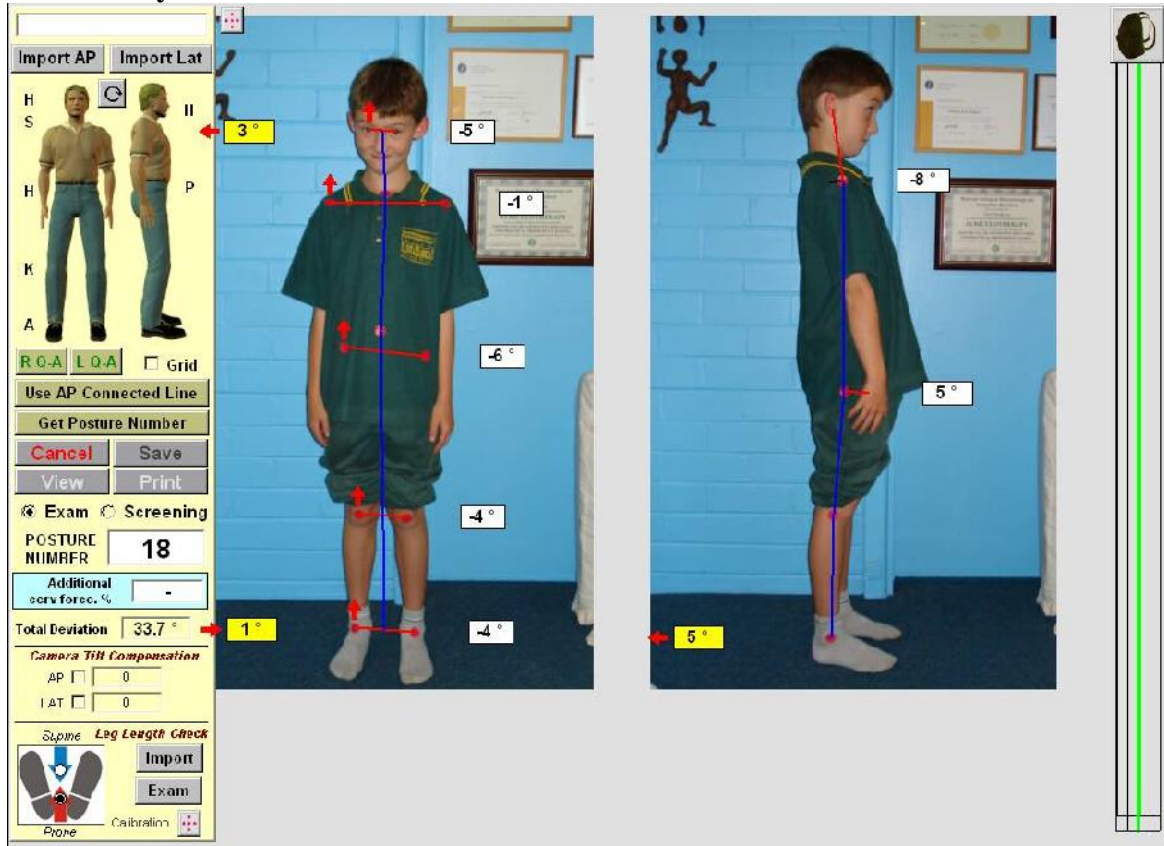 Import AP
Import Lat
H
S
H
P
H
K
A
3 °
-5 °
-1 °
-6 °
-4 °
-4 °
1 °
-8 °
5 °
5 °
R O-A
L O-A
Grid
Use AP Connected Line
Get Posture Number
Cancel
Save
View
Print
Exam
Screening
POSTURE
NUMBER
18
Additional
%
-
Total Deviation
33.7 °
Camera Tilt Compensation
AP
0
LAT
0
Supine
Leg Length Check
Import
Exam
Calibration
Prone